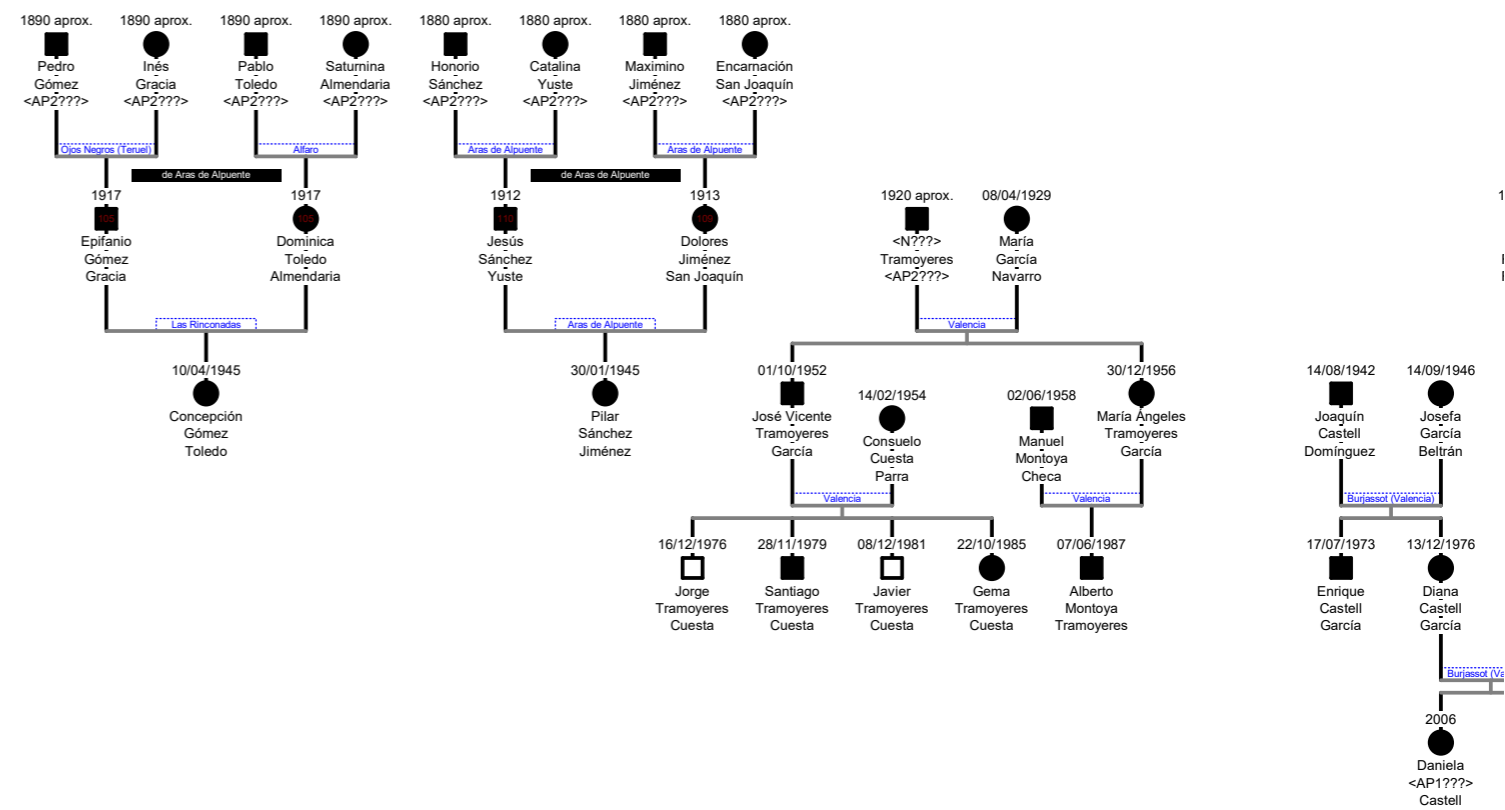 1890 aprox.
1890 aprox.
1890 aprox.
1890 aprox.
1880 aprox.
1880 aprox.
1880 aprox.
1880 aprox.
Pedro
Gómez
<AP2???>
Inés
Gracia
<AP2???>
Pablo
Toledo
<AP2???>
Saturnina
Almendaria
<AP2???>
Honorio
Sánchez
<AP2???>
Catalina
Yuste
<AP2???>
Maximino
Jiménez
<AP2???>
Encarnación
San Joaquín
<AP2???>
Ojos Negros (Teruel)
Alfaro
Aras de Alpuente
Aras de Alpuente
de Aras de Alpuente
de Aras de Alpuente
1917
105
Epifanio
Gómez
Gracia
1917
105
Dominica
Toledo
Almendaria
1912
110
Jesús
Sánchez
Yuste
1913
109
Dolores
Jiménez
San Joaquín
1920 aprox.
<N???>
Tramoyeres
<AP2???>
08/04/1929
María
García
Navarro
Las Rinconadas
Aras de Alpuente
Valencia
10/04/1945
Concepción
Gómez
Toledo
30/01/1945
Pilar
Sánchez
Jiménez
01/10/1952
José Vicente
Tramoyeres
García
14/02/1954
Consuelo
Cuesta
Parra
02/06/1958
Manuel
Montoya
Checa
30/12/1956
María Ángeles
Tramoyeres
García
14/08/1942
Joaquín
Castell
Domínguez
14/09/1946
Josefa
García
Beltrán
Valencia
Valencia
Burjassot (Valencia)
16/12/1976
Jorge
Tramoyeres
Cuesta
28/11/1979
Santiago
Tramoyeres
Cuesta
08/12/1981
Javier
Tramoyeres
Cuesta
22/10/1985
Gema
Tramoyeres
Cuesta
07/06/1987
Alberto
Montoya
Tramoyeres
17/07/1973
Enrique
Castell
García
13/12/1976
Diana
Castell
García
Burjassot (Va
2006
Daniela
<AP1???>
Castell